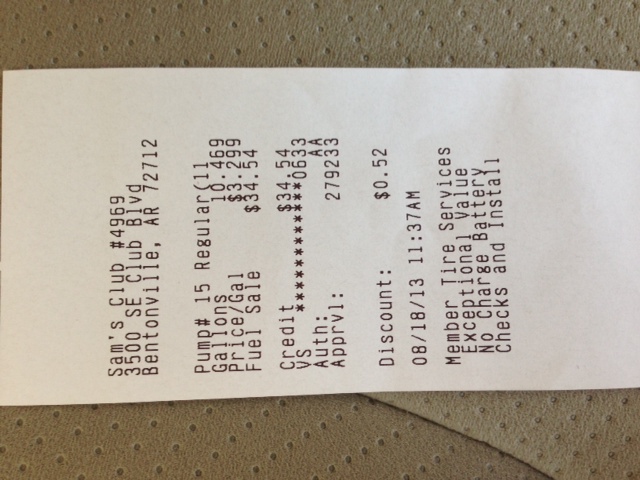 Sam's Club #4969
3500 SE Club Blvd
Bentonville, AR 72712
Pump# 15 Regular(11
Gallons 10.469
Price/Gal $3.299
Fuel Sale $34.54
Credit $34.54
VS ************0633
Auth: AA
Apprvl: 279233
Discount: $0.52
08/18/13 11:37AM
Member Tire Services
Exceptional Value
No Charge Battery
Checks and Install